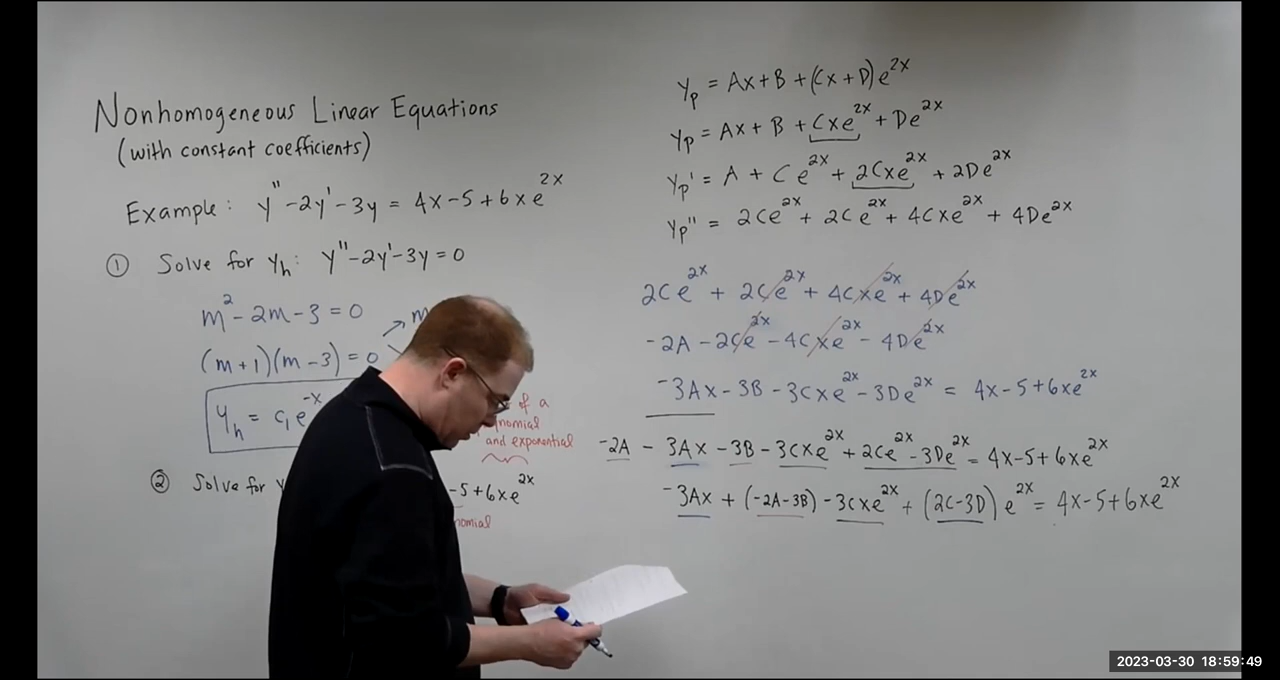 Nonhomogeneous Linear Equations
(with constant coefficients)
Example: y'' -2y' -3y = 4x-5+6xe^2x
① Solve for y_h: y''-2y'-3y=0
m^2 - 2m - 3 = 0
m
(m+1)(m-3) = 0
y_h = c_1e^-x
of a
and exponential
② Solve for y
-5+6xe^2x
y_p = Ax+B+(Cx+D)e^2x
y_p = Ax+B+Cxe^2x+De^2x
y_p' = A + Ce^2x + 2Cxe^2x + 2De^2x
y_p'' = 2Ce^2x + 2Ce^2x + 4Cxe^2x + 4De^2x
2Ce^2x + 2Ce^2x + 4Cxe^2x + 4De^2x
-2A - 2Ce^2x - 4Cxe^2x - 4De^2x
-3Ax - 3B - 3Cxe^2x - 3De^2x = 4x-5+6xe^2x
-2A - 3Ax - 3B - 3Cxe^2x + 2Ce^2x - 3De^2x = 4x-5+6xe^2x
-3Ax + (-2A-3B) - 3Cxe^2x + (2C-3D)e^2x = 4x-5+6xe^2x
2023-03-30 18:59:49